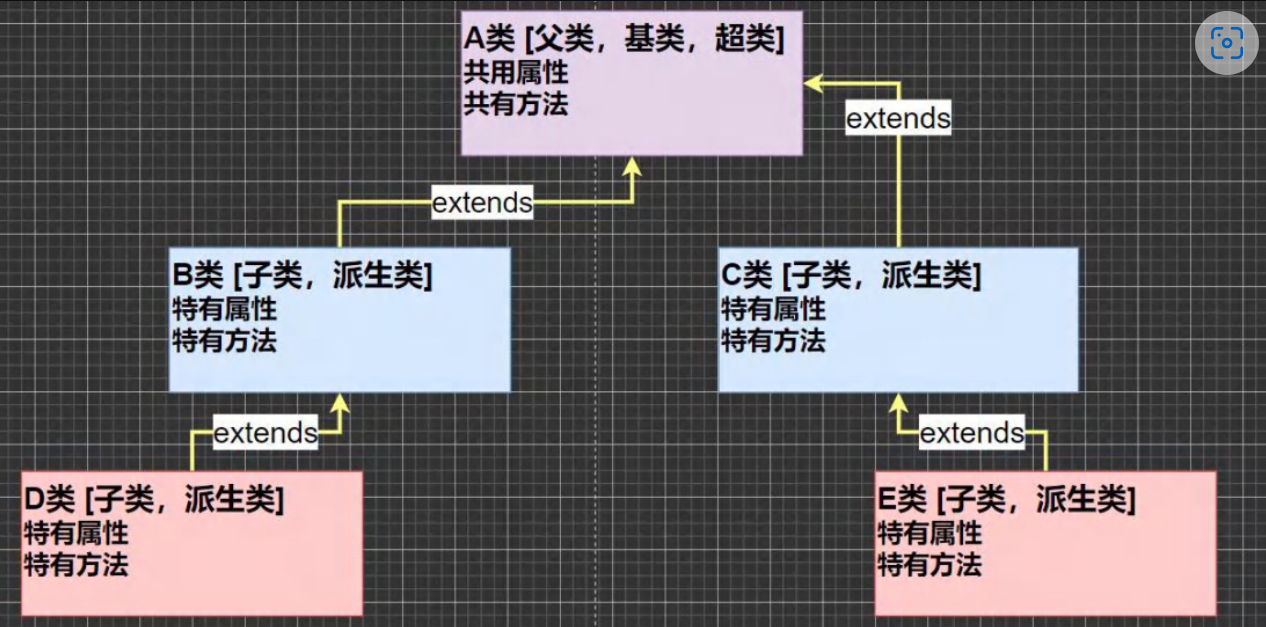 A类 [父类，基类，超类]
共用属性
共有方法
extends
extends
B类 [子类，派生类]
特有属性
特有方法
C类 [子类，派生类]
特有属性
特有方法
extends
extends
D类 [子类，派生类]
特有属性
特有方法
E类 [子类，派生类]
特有属性
特有方法